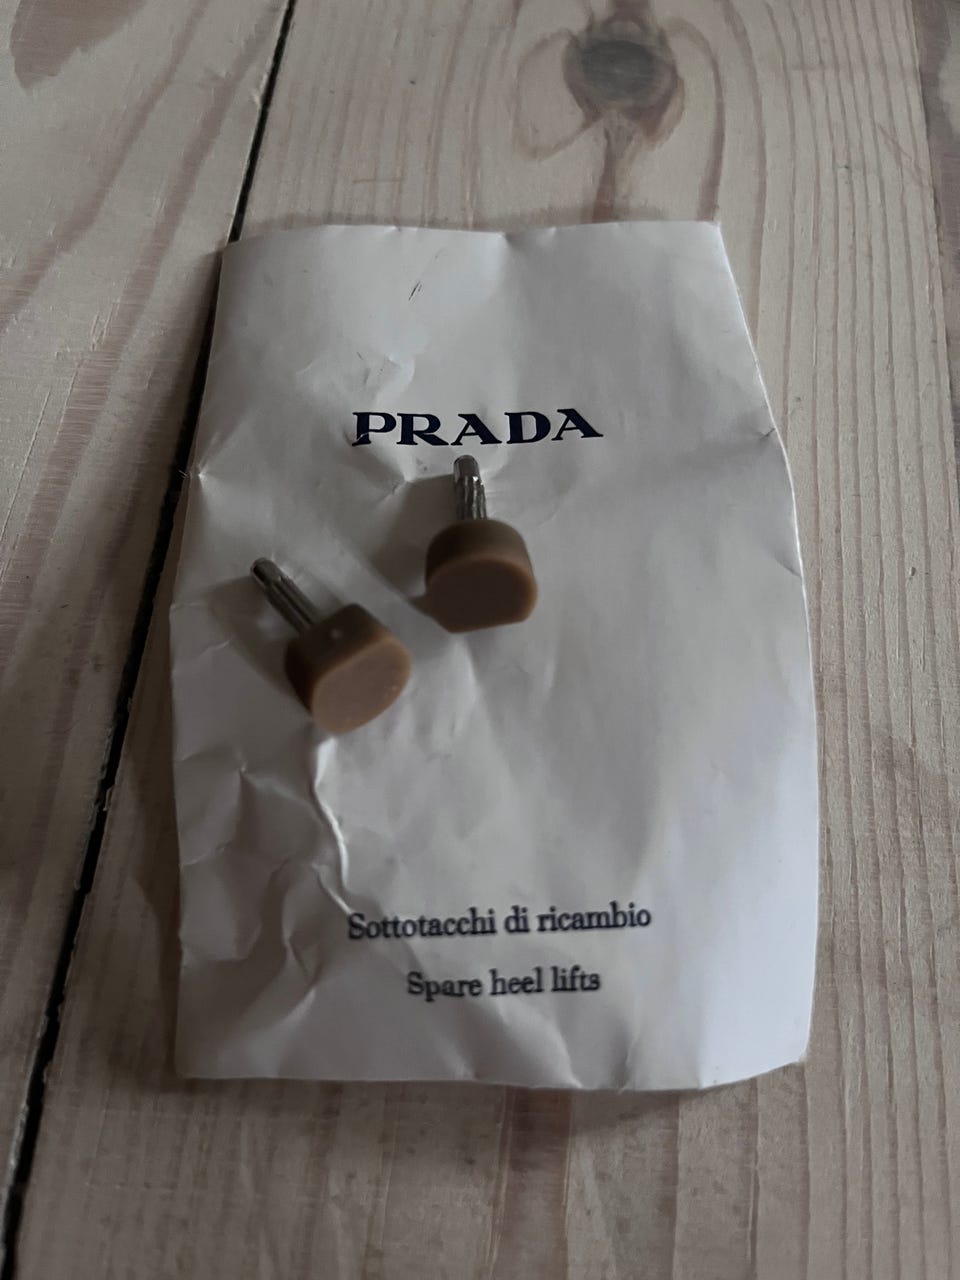 PRADA
Sottotacchi di ricambio
Spare heel lifts